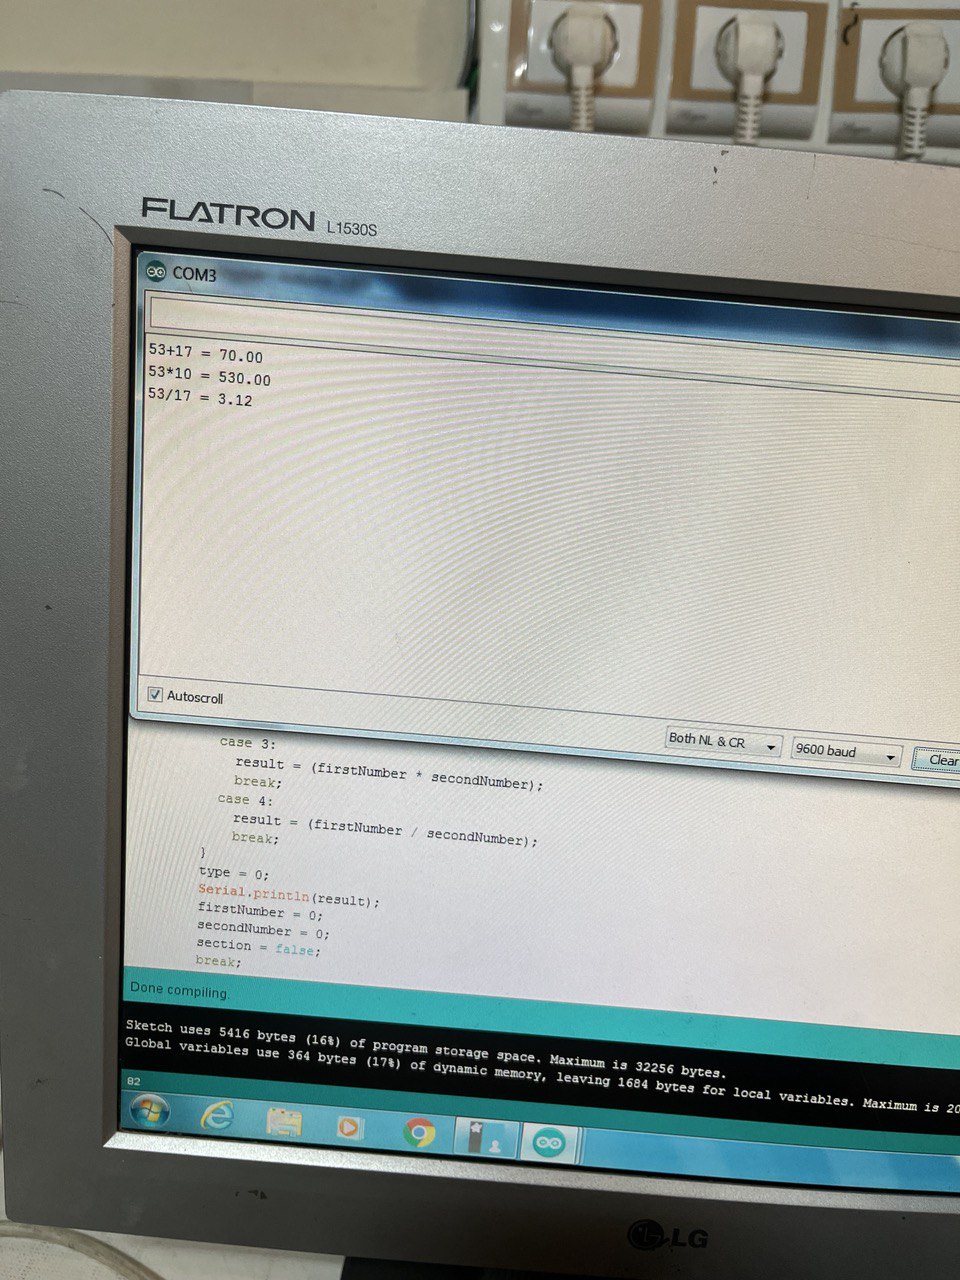 FLATRON L1530S
COM3
53+17 = 70.00
53*10 = 530.00
53/17 = 3.12
Autoscroll
Both NL & CR
9600 baud
Clear
case 3:
result = (firstNumber * secondNumber);
break;
case 4:
result = (firstNumber / secondNumber);
break;
}
type = 0;
Serial.println(result);
firstNumber = 0;
secondNumber = 0;
section = false;
break;
Done compiling.
Sketch uses 5416 bytes (16%) of program storage space. Maximum is 32256 bytes.
Global variables use 364 bytes (17%) of dynamic memory, leaving 1684 bytes for local variables. Maximum is 20
82
LG